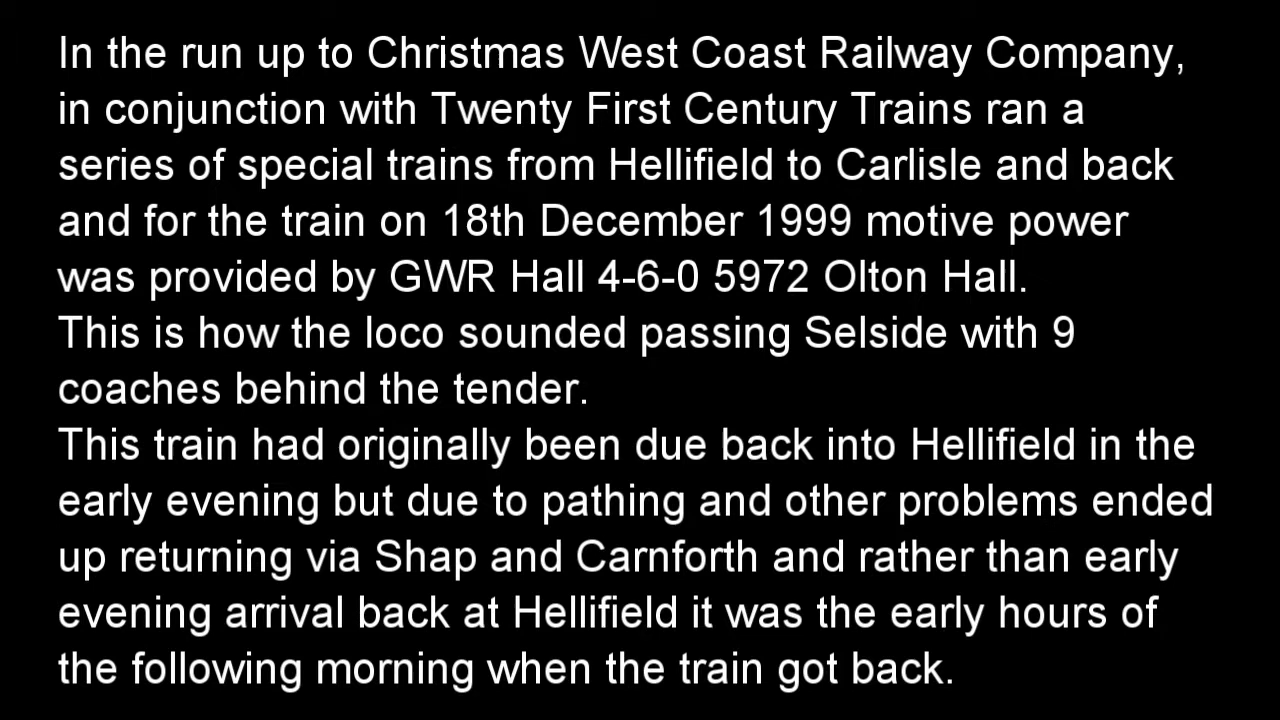 In the run up to Christmas West Coast Railway Company,
in conjunction with Twenty First Century Trains ran a
series of special trains from Hellifield to Carlisle and back
and for the train on 18th December 1999 motive power
was provided by GWR Hall 4-6-0 5972 Olton Hall.
This is how the loco sounded passing Selside with 9
coaches behind the tender.
This train had originally been due back into Hellifield in the
early evening but due to pathing and other problems ended
up returning via Shap and Carnforth and rather than early
evening arrival back at Hellifield it was the early hours of
the following morning when the train got back.